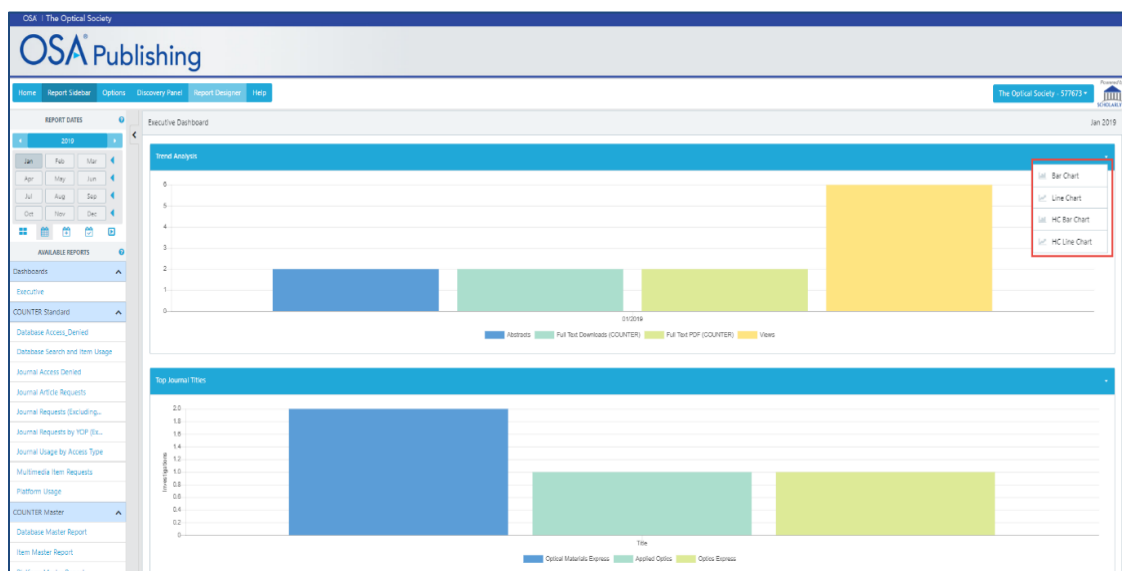 OSA | The Optical Society
OSA Publishing
Home Report Sidebar Options Discovery Panel Report Designer Help
The Optical Society - 577673
Powered by
SCHOLARLY
REPORT DATES
Executive Dashboard
Jan 2019
2019
Jan Feb Mar
Apr May Jun
Jul Aug Sep
Oct Nov Dec
AVAILABLE REPORTS
Dashboards
Executive
COUNTER Standard
Database Access_Denied
Database Search and Item Usage
Journal Access Denied
Journal Article Requests
Journal Requests (Excluding...
Journal Requests by YOP (Ex...
Journal Usage by Access Type
Multimedia Item Requests
Platform Usage
COUNTER Master
Database Master Report
Item Master Report
Trend Analysis
Bar Chart
Line Chart
HC Bar Chart
HC Line Chart
6
5
4
3
2
1
0
01/2019
Abstracts Full Text Downloads (COUNTER) Full Text PDF (COUNTER) Views
Top Journal Titles
Investigations
2.0
1.8
1.6
1.4
1.2
1.0
0.8
0.6
0.4
0.2
0
Title
Optical Materials Express Applied Optics Optics Express